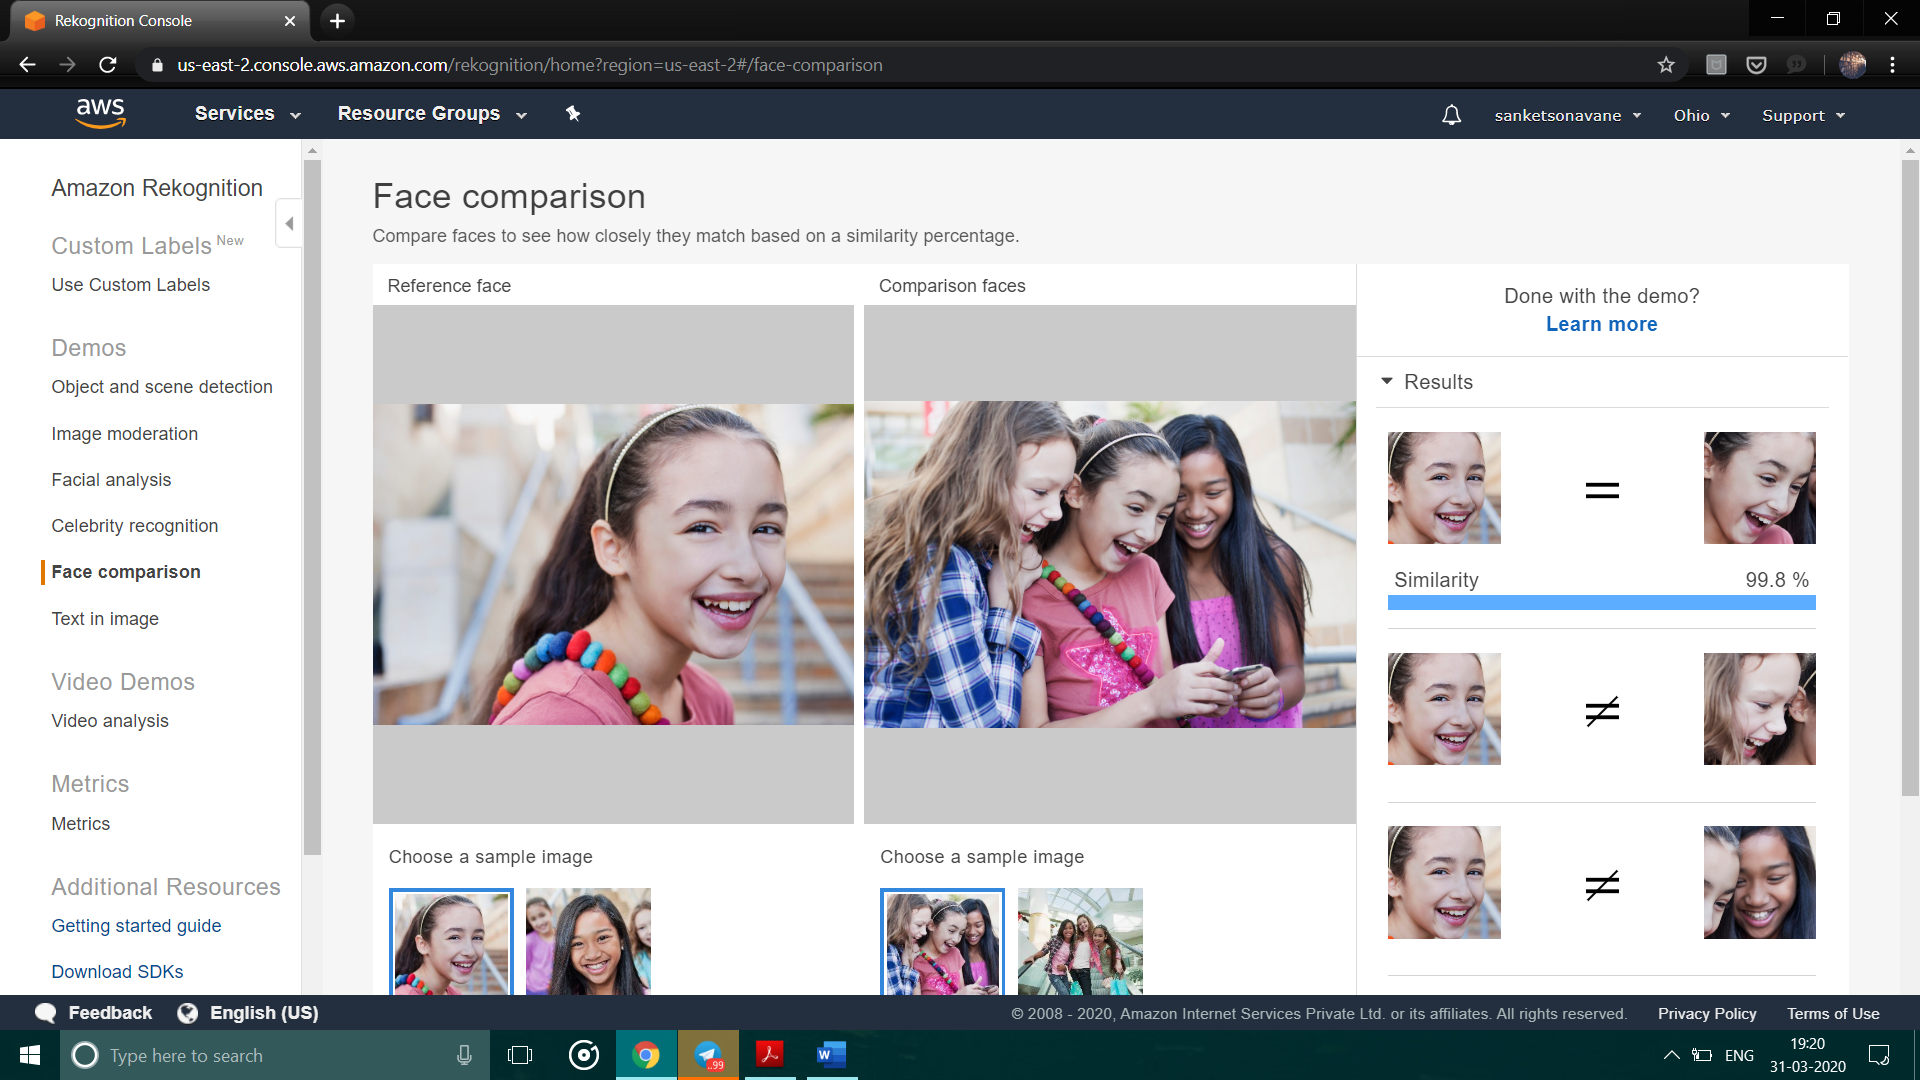 Rekognition Console
us-east-2.console.aws.amazon.com/rekognition/home?region=us-east-2#/face-comparison
aws
Services
Resource Groups
sanketsonavane
Ohio
Support
Amazon Rekognition
Custom Labels New
Use Custom Labels
Demos
Object and scene detection
Image moderation
Facial analysis
Celebrity recognition
Face comparison
Text in image
Video Demos
Video analysis
Metrics
Metrics
Additional Resources
Getting started guide
Download SDKs
Face comparison
Compare faces to see how closely they match based on a similarity percentage.
Reference face
Comparison faces
Choose a sample image
Choose a sample image
Done with the demo?
Learn more
Results
=
Similarity 99.8 %
≠
≠
Feedback
English (US)
© 2008 - 2020, Amazon Internet Services Private Ltd. or its affiliates. All rights reserved.
Privacy Policy
Terms of Use
Type here to search
..99
W
ENG
19:20
31-03-2020